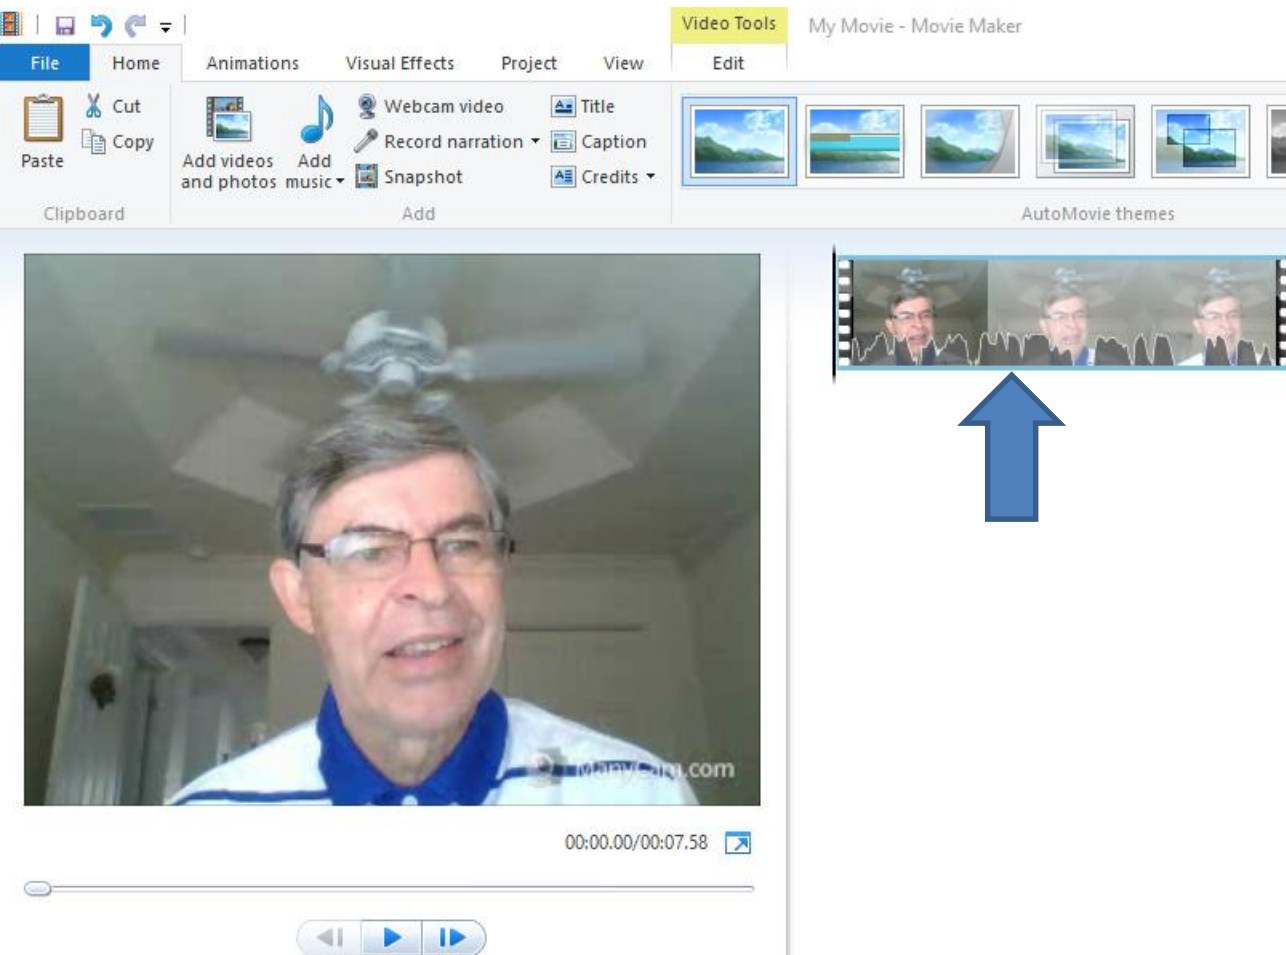 Video Tools
My Movie - Movie Maker
File
Home
Animations
Visual Effects
Project
View
Edit
Paste
Cut
Copy
Clipboard
Add videos
and photos
Add
music
Webcam video
Record narration
Snapshot
Title
Caption
Credits
Add
AutoMovie themes
ManyCam.com
00:00.00/00:07.58